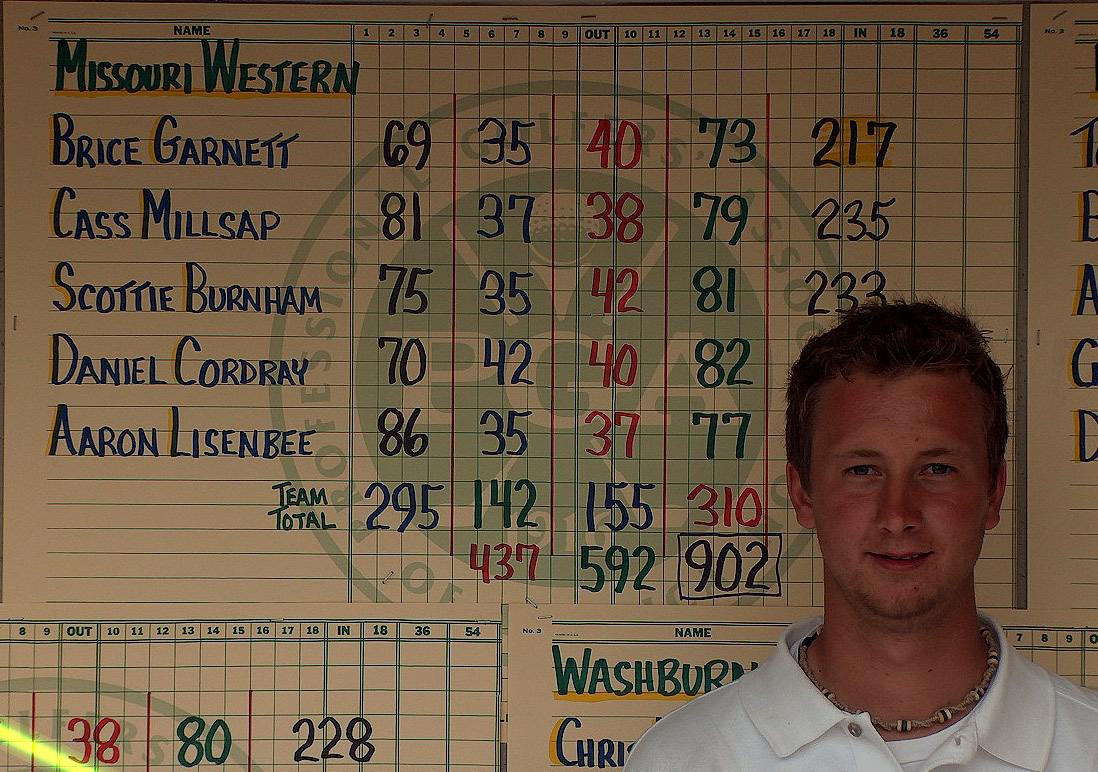 No. 3 NAME 1 2 3 4 5 6 7 8 9 OUT 10 11 12 13 14 15 16 17 18 IN 18 36 54 No. 3
MISSOURI WESTERN
BRICE GARNETT 69 35 40 73 217
CASS MILLSAP 81 37 38 79 235
SCOTTIE BURNHAM 75 35 42 81 233
DANIEL CORDRAY 70 42 40 82
AARON LISENBEE 86 35 37 77
TEAM TOTAL 295 142 155 310
437 592 902
PROFESSIONAL GOLFERS' ASSO
PGA
8 9 OUT 10 11 12 13 14 15 16 17 18 IN 18 36 54 No. 3 NAME 7 8 9
WASHBURN
38 80 228 CHRIS